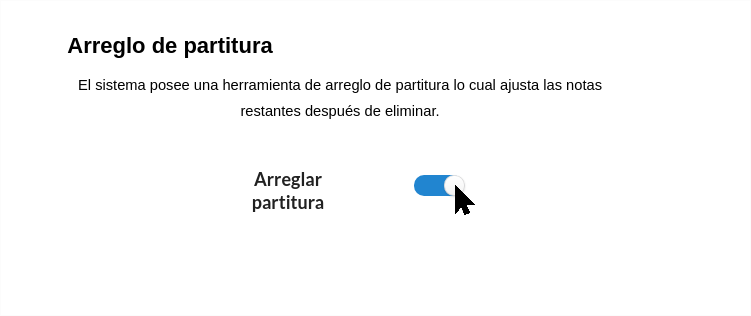 Arreglo de partitura
El sistema posee una herramienta de arreglo de partitura lo cual ajusta las notas
restantes después de eliminar.
Arreglar
partitura